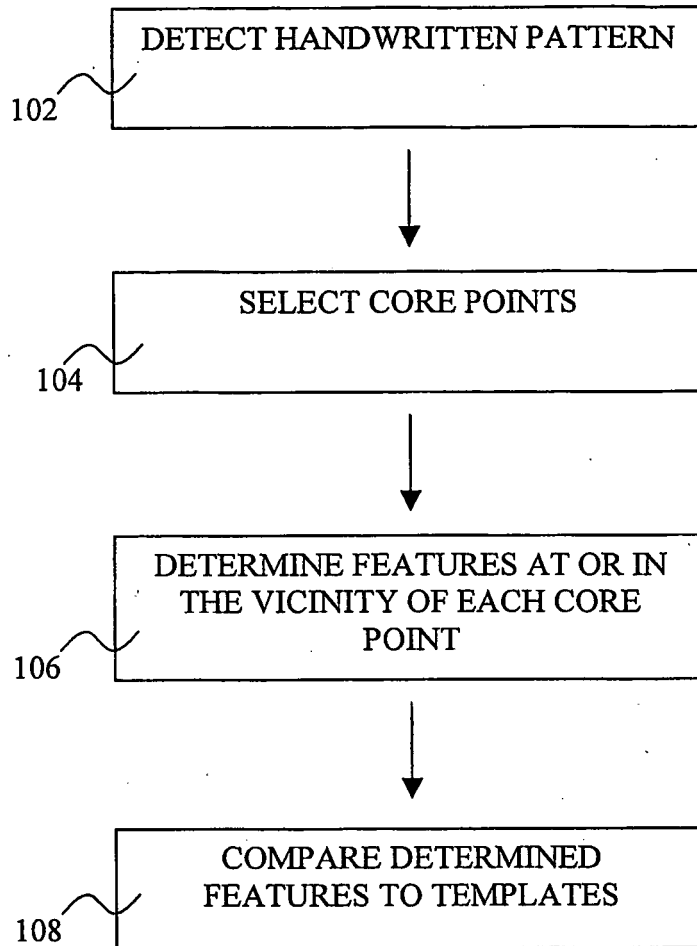 DETECT HANDWRITTEN PATTERN
102
SELECT CORE POINTS
104
DETERMINE FEATURES AT OR IN
THE VICINITY OF EACH CORE
POINT
106
COMPARE DETERMINED
FEATURES TO TEMPLATES
108